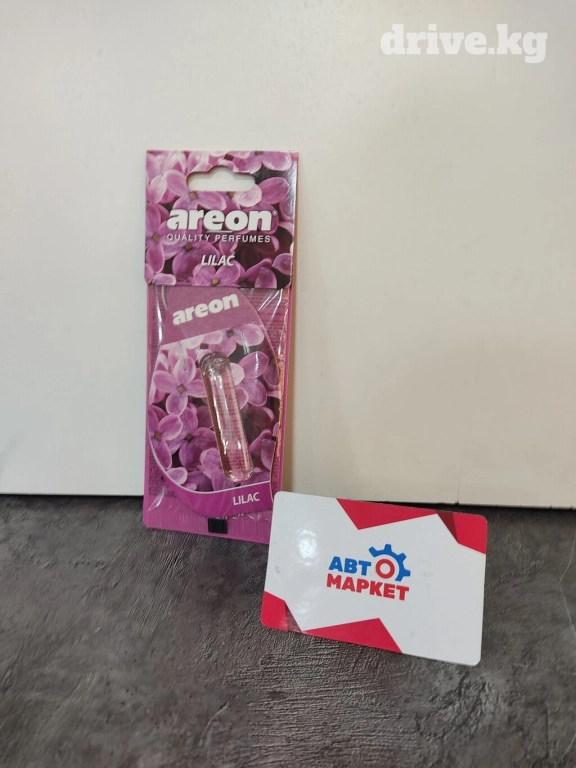 drive.kg
areon
QUALITY PERFUMES
LILAC
areon
LILAC
АВТО
МАРКЕТ